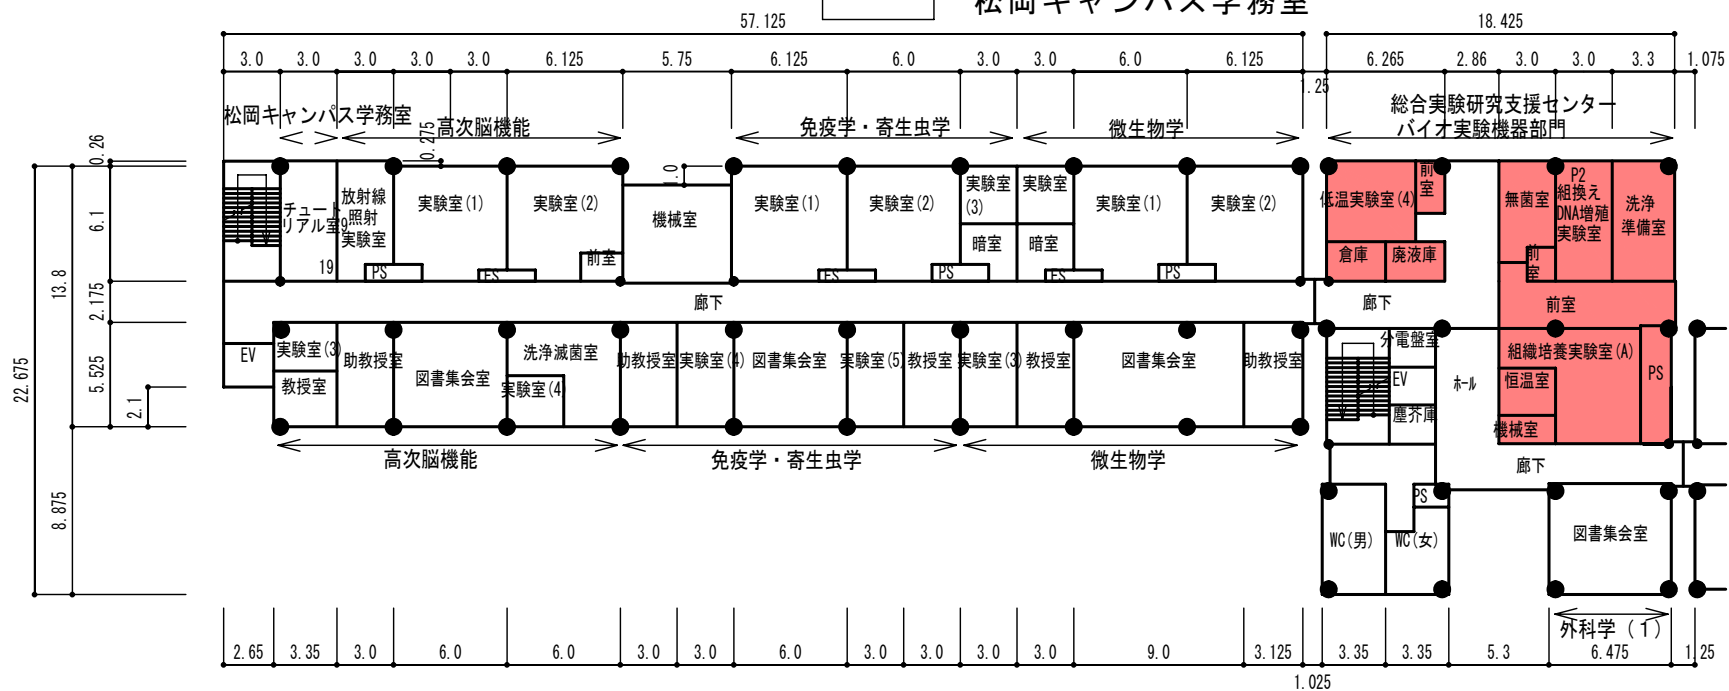 松岡キャンパス学務室
57.125
18.425
3.0 3.0 3.0 3.0 3.0 6.125 5.75 6.125 6.0 3.0 3.0 6.0 6.125 6.265 2.86 3.0 3.0 3.3 1.075
1.25
松岡キャンパス学務室
高次脳機能
免疫学・寄生虫学
微生物学
総合実験研究支援センター
バイオ実験機器部門
0.26
0.275
1.0
6.1
13.8
2.175
22.675
5.525
2.1
8.875
チュート
リアル室9
19
放射線
照射
実験室
実験室(1)
実験室(2)
前室
PS
ES
機械室
実験室(1)
実験室(2)
ES
PS
実験室
(3)
暗室
実験室
暗室
実験室(1)
実験室(2)
ES
PS
低温実験室(4)
前
室
倉庫
廃液庫
無菌室
前
室
P2
組換え
DNA増殖
実験室
洗浄
準備室
廊下
廊下
前室
EV
実験室(3)
教授室
助教授室
図書集会室
洗浄滅菌室
実験室(4)
助教授室
実験室(4)
図書集会室
実験室(5)
教授室
実験室(3)
教授室
図書集会室
助教授室
分電盤室
EV
塵芥庫
ホール
組織培養実験室(A)
恒温室
機械室
PS
高次脳機能
免疫学・寄生虫学
微生物学
廊下
PS
WC(男)
WC(女)
図書集会室
外科学（1）
2.65 3.35 3.0 6.0 6.0 3.0 3.0 6.0 3.0 3.0 3.0 3.0 9.0 3.125 3.35 3.35 5.3 6.475 1.25
1.025